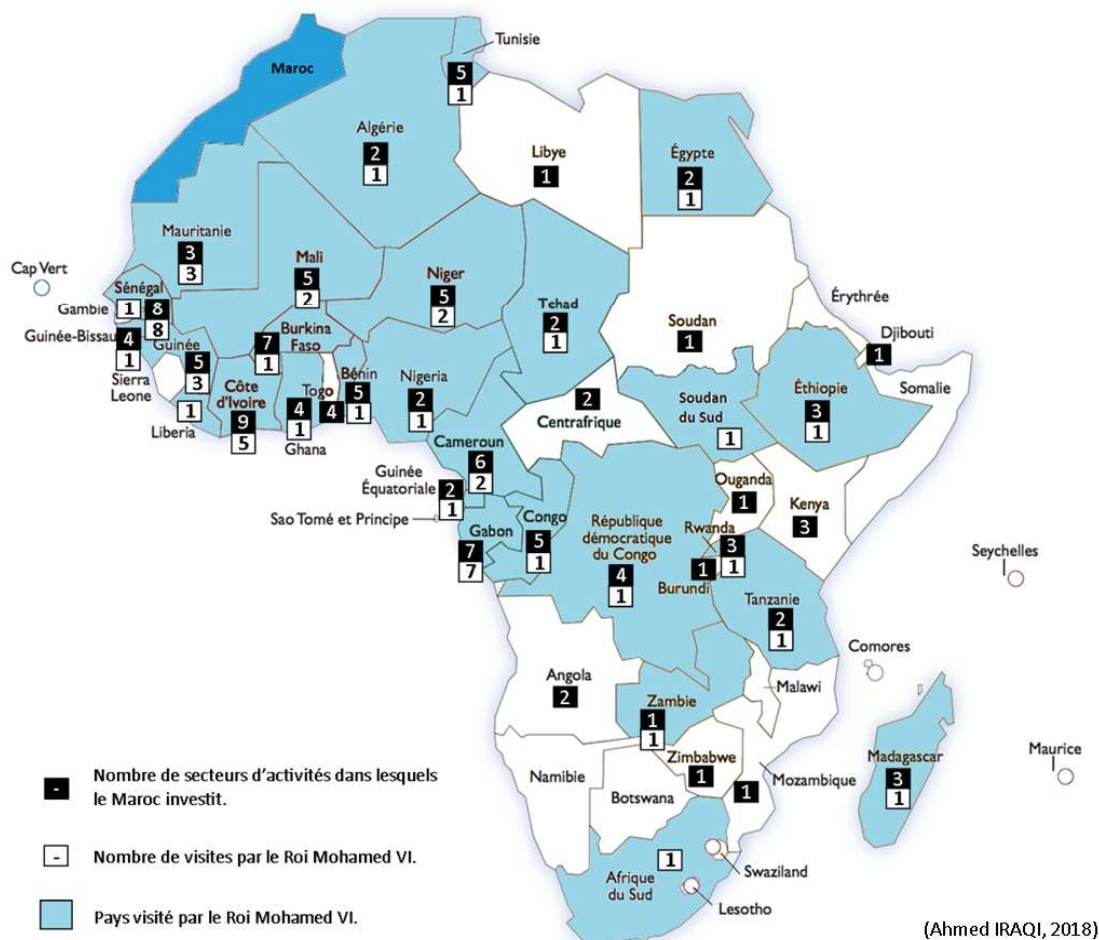 Tunisie
Maroc
5
1
Algérie
2
1
Libye
1
Égypte
2
1
Mauritanie
3
3
Mali
5
2
Niger
5
2
Tchad
2
1
Cap Vert
Sénégal
Gambie
1
8
8
Guinée-Bissau
4
1
Guinée
5
3
Burkina
Faso
7
1
Soudan
1
Érythrée
Djibouti
1
Somalie
Sierra
Leone
Liberia
1
Côte
d'Ivoire
9
5
4
1
Ghana
Togo
4
Bénin
5
1
Nigeria
2
1
2
Centrafrique
Soudan
du Sud
1
Éthiopie
3
1
Cameroun
6
2
Guinée
Équatoriale
2
1
Sao Tomé et Principe
Gabon
7
7
Congo
5
1
République
démocratique
du Congo
4
1
Ouganda
1
Kenya
3
Rwanda
3
1
1
Burundi
Tanzanie
2
1
Seychelles
Comores
Angola
2
Malawi
Zambie
1
1
Zimbabwe
1
Mozambique
1
Madagascar
3
1
Maurice
Namibie
Botswana
1
Afrique
du Sud
Swaziland
Lesotho
-
Nombre de secteurs d'activités dans lesquels
le Maroc investit.
-
Nombre de visites par le Roi Mohamed VI.
Pays visité par le Roi Mohamed VI.
(Ahmed IRAQI, 2018)